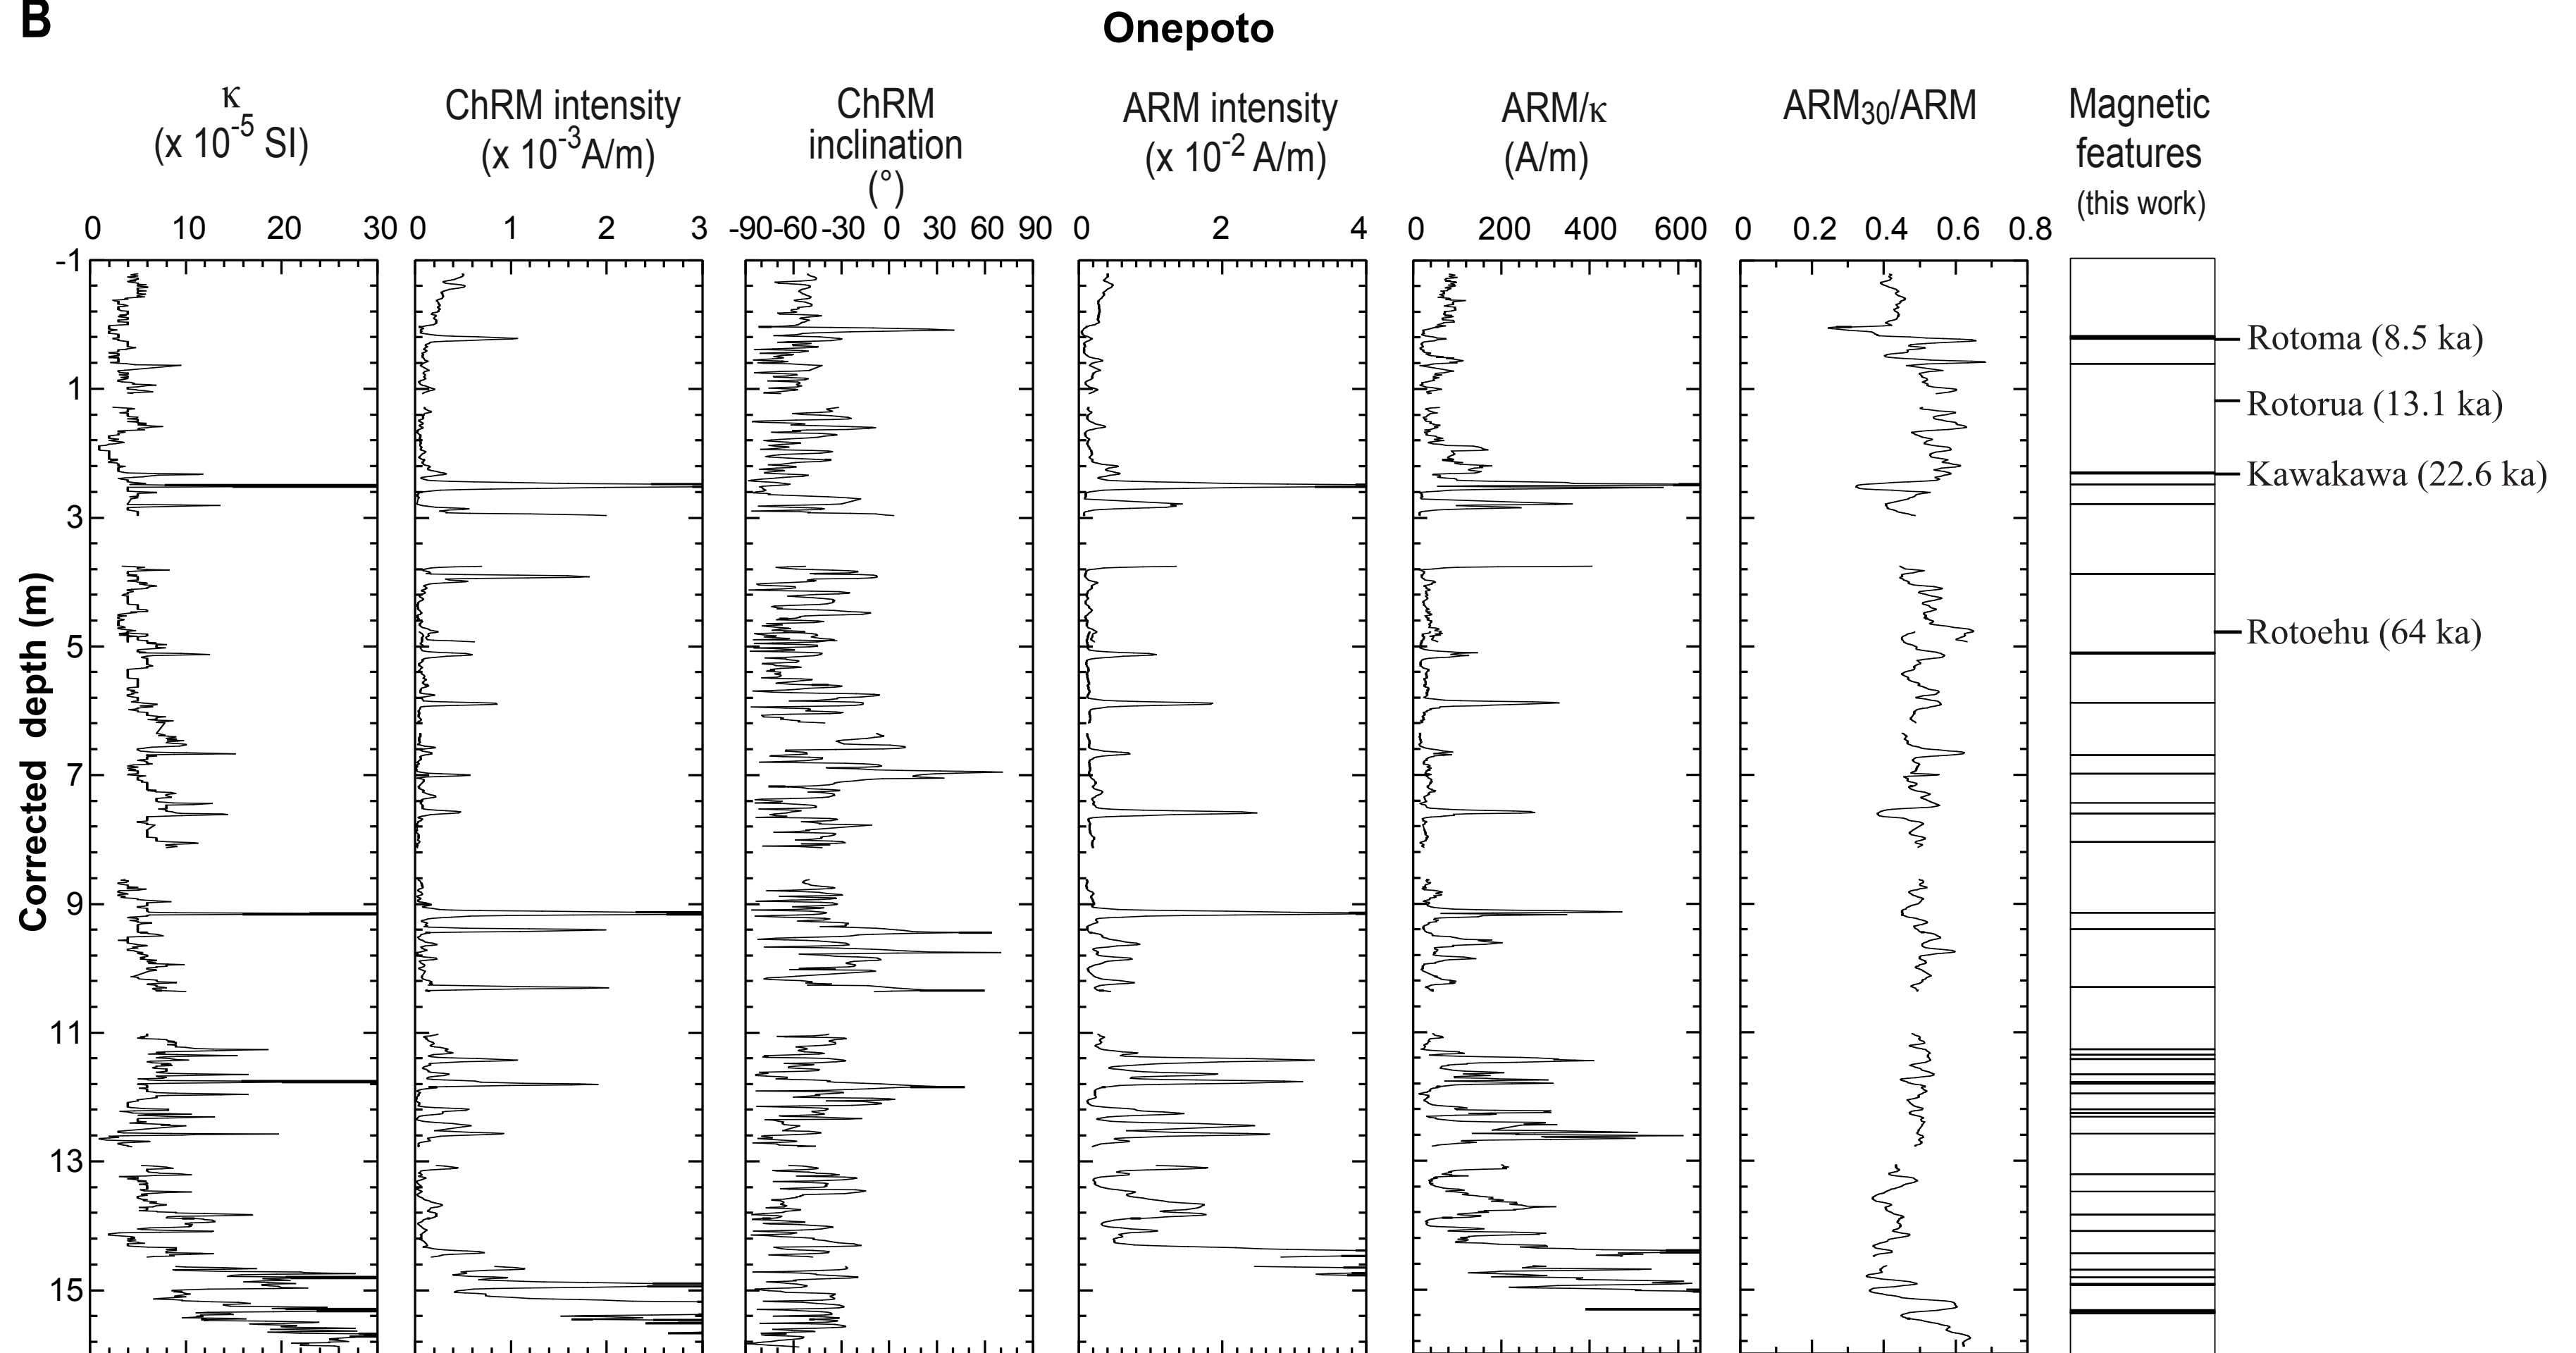 B
Onepoto
κ
(x 10-5 SI)
ChRM intensity
(x 10-3A/m)
ChRM
inclination
(°)
ARM intensity
(x 10-2 A/m)
ARM/κ
(A/m)
ARM30/ARM
Magnetic
features
(this work)
0 10 20 30
0 1 2 3
-90 -60 -30 0 30 60 90
0 2 4
0 200 400 600
0 0.2 0.4 0.6 0.8
Corrected depth (m)
-1
1
3
5
7
9
11
13
15
Rotoma (8.5 ka)
Rotorua (13.1 ka)
Kawakawa (22.6 ka)
Rotoehu (64 ka)